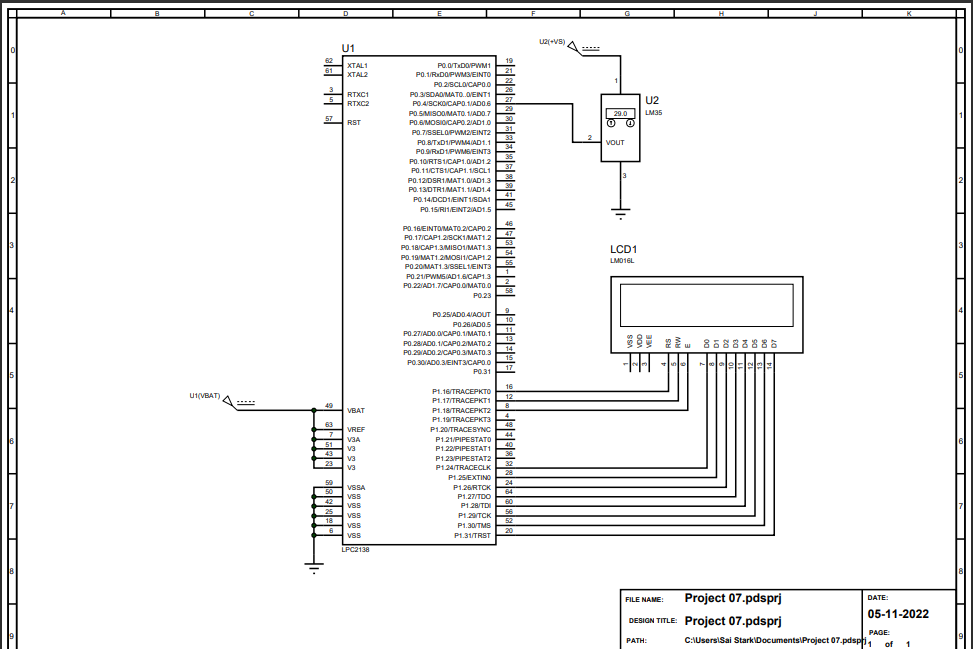 A B C D E F G H J K
0
1
2
3
4
5
6
7
8
9
0
1
2
3
4
5
6
7
8
9
U1
62 XTAL1
61 XTAL2
3 RTXC1
5 RTXC2
57 RST
49 VBAT
63 VREF
7 V3A
51 V3
43 V3
23 V3
59 VSSA
50 VSS
42 VSS
25 VSS
18 VSS
6 VSS
P0.0/TxD0/PWM1 19
P0.1/RxD0/PWM3/EINT0 21
P0.2/SCL0/CAP0.0 22
P0.3/SDA0/MAT0..0/EINT1 26
P0.4/SCK0/CAP0.1/AD0.6 27
P0.5/MISO0/MAT0.1/AD0.7 29
P0.6/MOSI0/CAP0.2/AD1.0 30
P0.7/SSEL0/PWM2/EINT2 31
P0.8/TxD1/PWM4/AD1.1 33
P0.9/RxD1/PWM6/EINT3 34
P0.10/RTS1/CAP1.0/AD1.2 35
P0.11/CTS1/CAP1.1/SCL1 37
P0.12/DSR1/MAT1.0/AD1.3 38
P0.13/DTR1/MAT1.1/AD1.4 39
P0.14/DCD1/EINT1/SDA1 41
P0.15/RI1/EINT2/AD1.5 45
P0.16/EINT0/MAT0.2/CAP0.2 46
P0.17/CAP1.2/SCK1/MAT1.2 47
P0.18/CAP1.3/MISO1/MAT1.3 53
P0.19/MAT1.2/MOSI1/CAP1.2 54
P0.20/MAT1.3/SSEL1/EINT3 55
P0.21/PWM5/AD1.6/CAP1.3 1
P0.22/AD1.7/CAP0.0/MAT0.0 2
P0.23 58
P0.25/AD0.4/AOUT 9
P0.26/AD0.5 10
P0.27/AD0.0/CAP0.1/MAT0.1 11
P0.28/AD0.1/CAP0.2/MAT0.2 13
P0.29/AD0.2/CAP0.3/MAT0.3 14
P0.30/AD0.3/EINT3/CAP0.0 15
P0.31 17
P1.16/TRACEPKT0 16
P1.17/TRACEPKT1 12
P1.18/TRACEPKT2 8
P1.19/TRACEPKT3 4
P1.20/TRACESYNC 48
P1.21/PIPESTAT0 44
P1.22/PIPESTAT1 40
P1.23/PIPESTAT2 36
P1.24/TRACECLK 32
P1.25/EXTIN0 28
P1.26/RTCK 24
P1.27/TDO 64
P1.28/TDI 60
P1.29/TCK 56
P1.30/TMS 52
P1.31/TRST 20
LPC2138
U1(VBAT)
U2(+VS)
1
U2
LM35
29.0
2 VOUT
3
LCD1
LM016L
VSS VDD VEE RS RW E D0 D1 D2 D3 D4 D5 D6 D7
1 2 3 4 5 6 7 8 9 10 11 12 13 14
FILE NAME: Project 07.pdsprj
DESIGN TITLE: Project 07.pdsprj
PATH: C:\Users\Sai Stark\Documents\Project 07.pdsprj
DATE:
05-11-2022
PAGE:
1 of 1